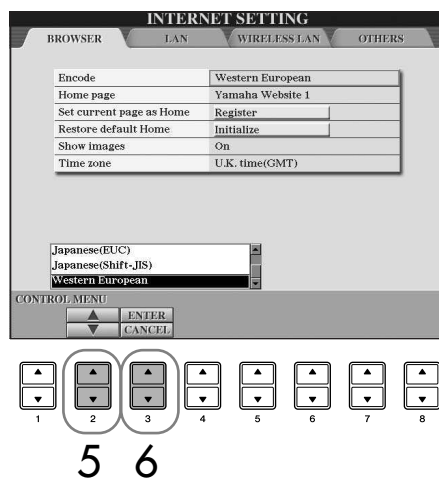 INTERNET SETTING
BROWSER LAN WIRELESS LAN OTHERS
Encode Western European
Home page Yamaha Website 1
Set current page as Home Register
Restore default Home Initialize
Show images On
Time zone U.K. time(GMT)
Japanese(EUC)
Japanese(Shift-JIS)
Western European
CONTROL MENU
▲ ENTER
▼ CANCEL
1 2 3 4 5 6 7 8
5 6